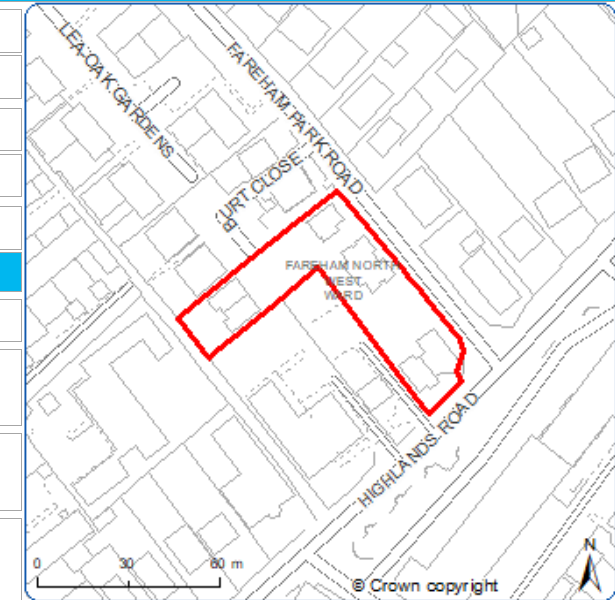 LEA OAK GARDENS
FAREHAM PARK ROAD
BURT CLOSE
FAREHAM NORTH-
WEST
WARD
HIGHLANDS ROAD
0 30 60 m
N
© Crown copyright